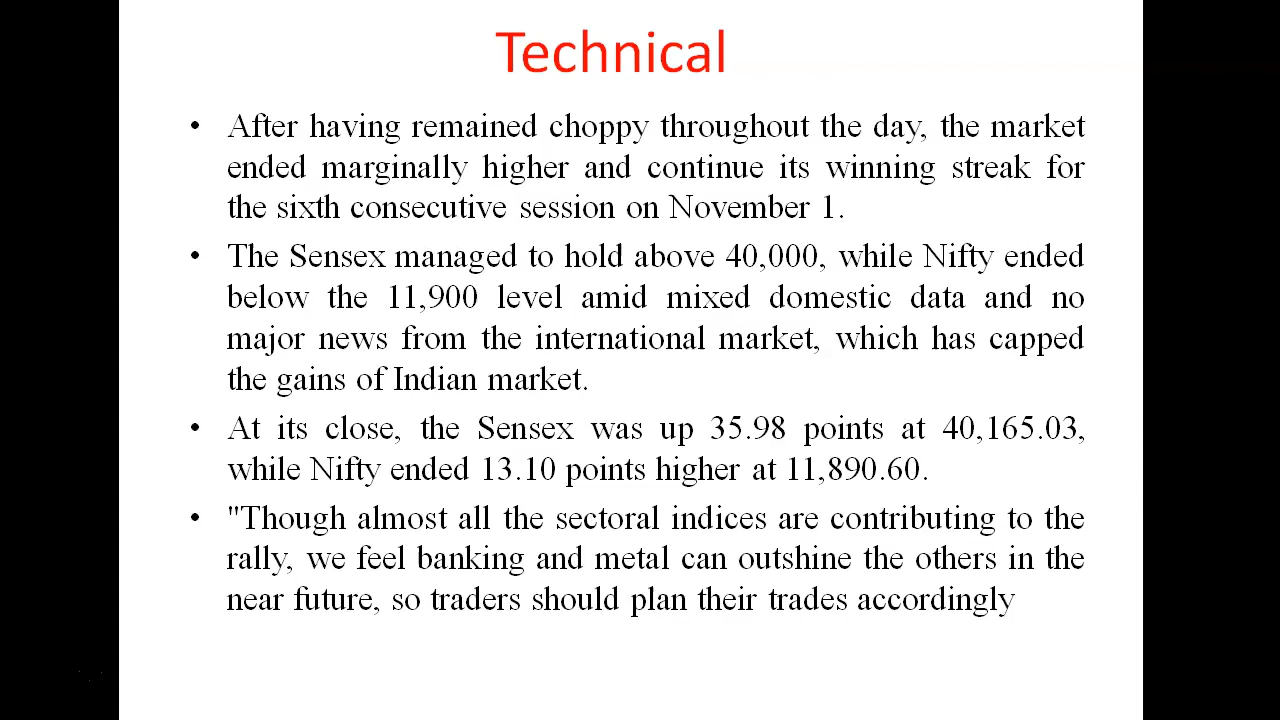 Technical
• After having remained choppy throughout the day, the market
ended marginally higher and continue its winning streak for
the sixth consecutive session on November 1.
• The Sensex managed to hold above 40,000, while Nifty ended
below the 11,900 level amid mixed domestic data and no
major news from the international market, which has capped
the gains of Indian market.
• At its close, the Sensex was up 35.98 points at 40,165.03,
while Nifty ended 13.10 points higher at 11,890.60.
• "Though almost all the sectoral indices are contributing to the
rally, we feel banking and metal can outshine the others in the
near future, so traders should plan their trades accordingly